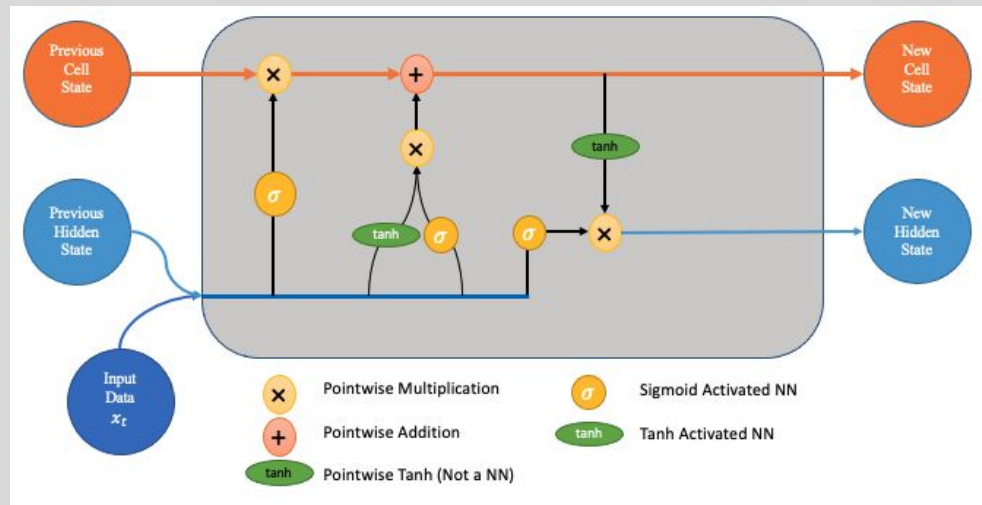 Previous
Cell
State
New
Cell
State
×
+
×
tanh
σ
Previous
Hidden
State
tanh
σ
σ
×
New
Hidden
State
Input
Data
xₜ
× Pointwise Multiplication
σ Sigmoid Activated NN
+ Pointwise Addition
tanh Tanh Activated NN
tanh Pointwise Tanh (Not a NN)